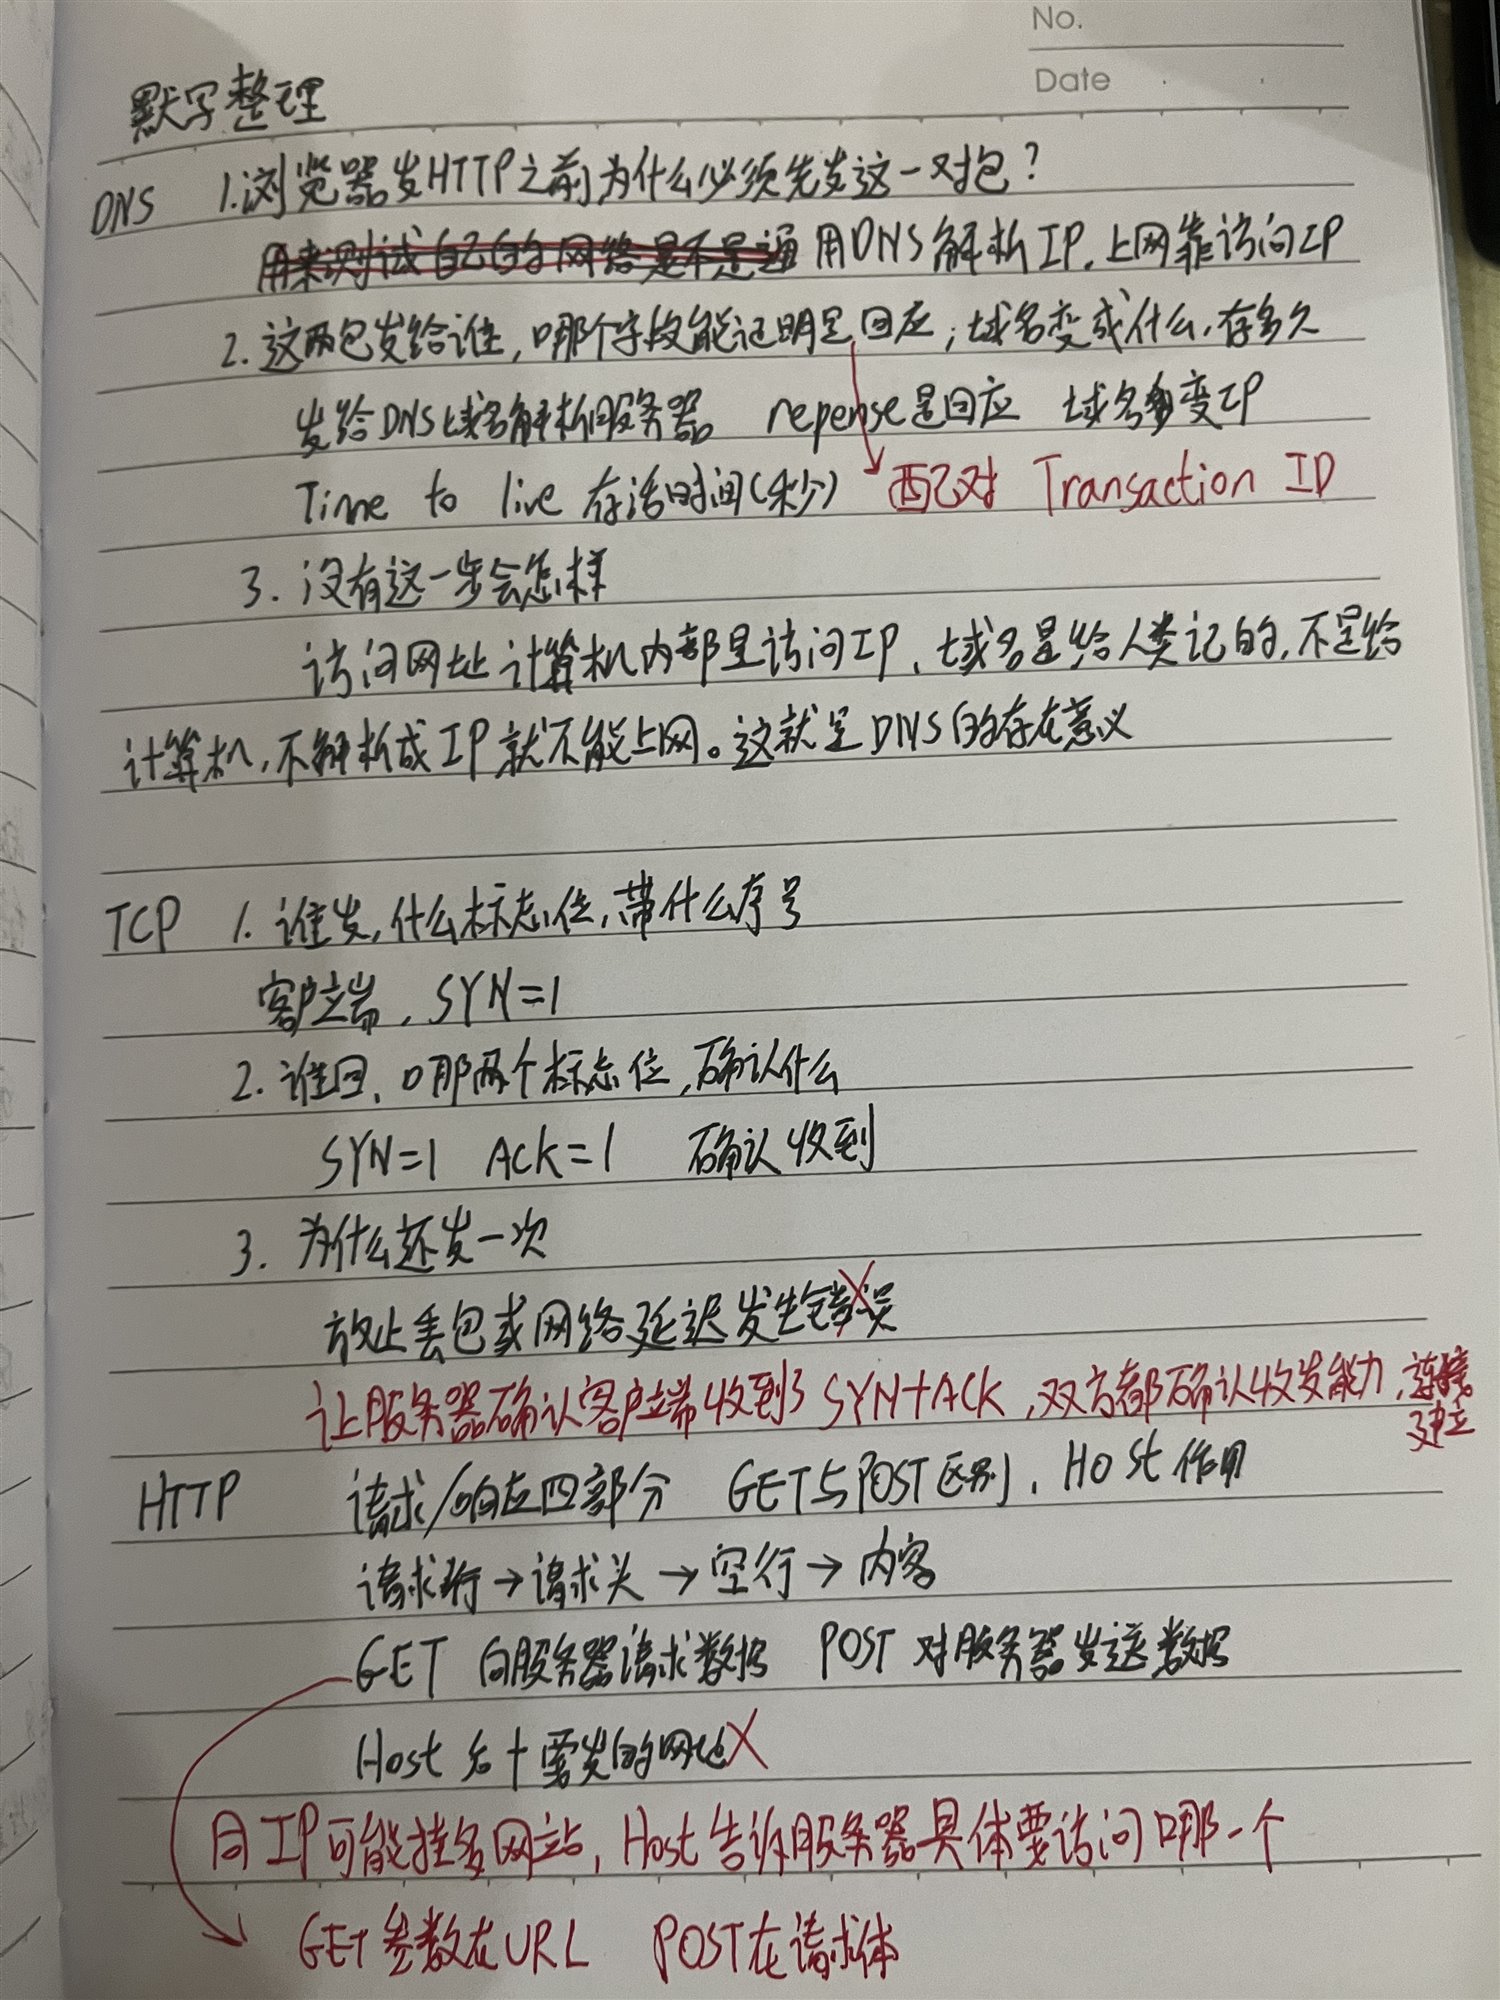 No.
Date
默写整理
DNS 1.浏览器发HTTP之前为什么必须先发这一对包?
用来测试自己的网络是不是通 用DNS解析IP,上网靠访问IP
2.这两包发给谁,哪个字段能证明是回应;域名变成什么,存多久
发给DNS域名解析服务器 repense是回应 域名变IP
Time to live 存活时间(秒) 配对 Transaction ID
3.没有这一步会怎样
访问网址计算机内部是访问IP,域名是给人类记的,不是给
计算机,不解析成IP就不能上网。这就是DNS的存在意义
TCP 1.谁发,什么标志位,带什么序号
客户端,SYN=1
2.谁回,哪两个标志位,确认什么
SYN=1 ACK=1 确认收到
3.为什么还发一次
放止丢包或网络延迟发生错误
让服务器确认客户端收到了SYN+ACK,双方都确认收发能力,连接
建立
HTTP 请求/响应四部分 GET与POST区别,Host作用
请求行→请求头→空行→内容
GET 向服务器请求数据 POST 对服务器发送数据
Host 后+要发的网址
同IP可能挂多网站,Host告诉服务器具体要访问哪一个
GET参数在URL POST在请求体